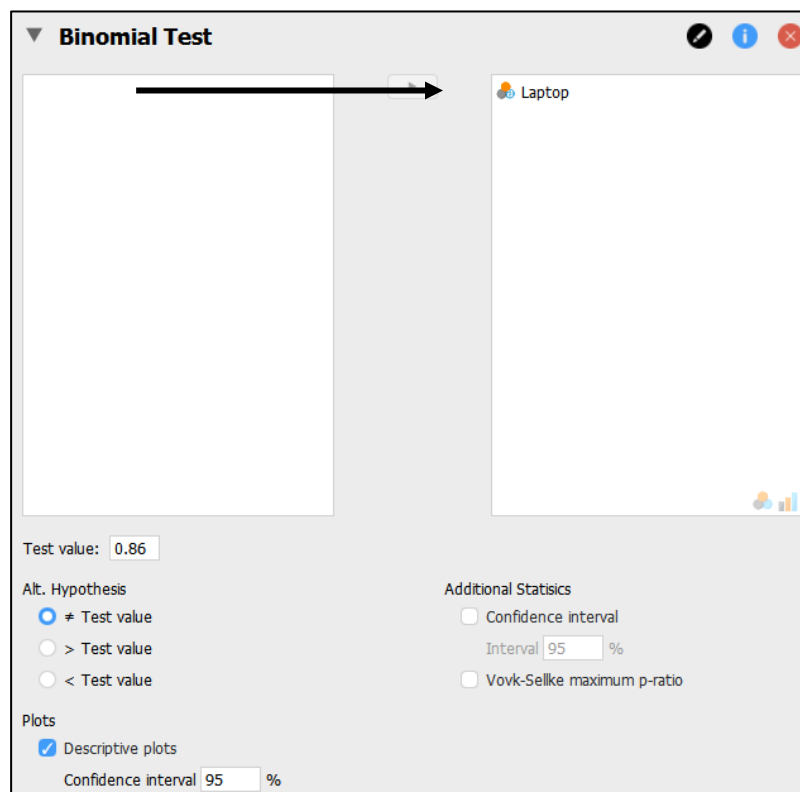 Binomial Test
Laptop
Test value: 0.86
Alt. Hypothesis
Additional Statisics
≠ Test value
Confidence interval
> Test value
Interval 95 %
< Test value
Vovk-Sellke maximum p-ratio
Plots
Descriptive plots
Confidence interval 95 %